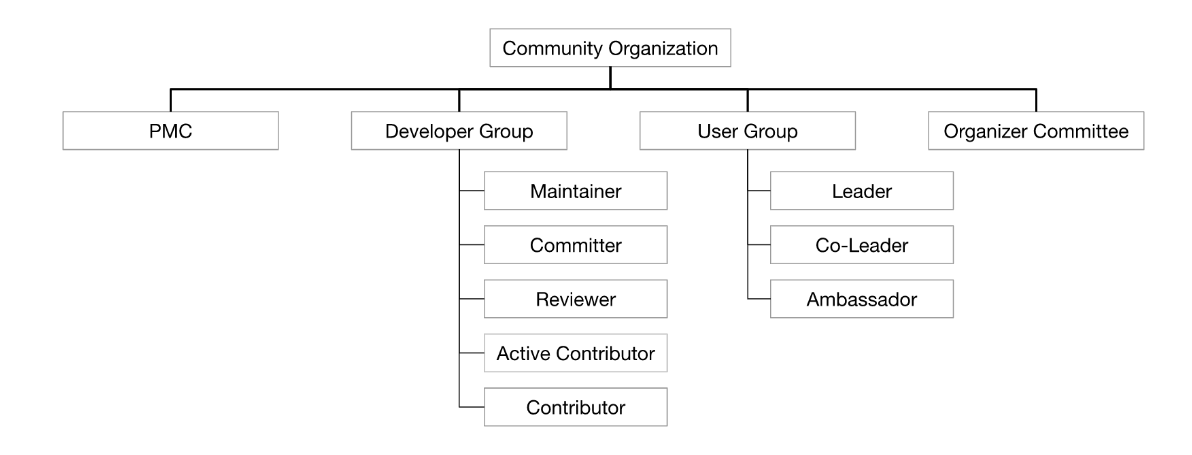 Community Organization
PMC
Developer Group
User Group
Organizer Committee
Maintainer
Committer
Reviewer
Active Contributor
Contributor
Leader
Co-Leader
Ambassador